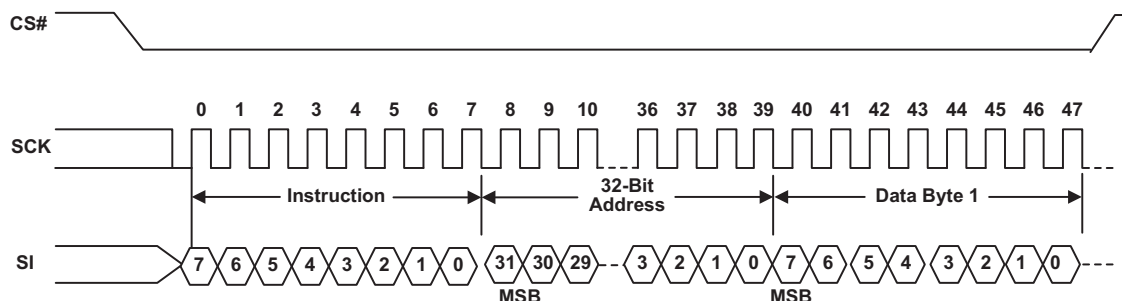 CS#
0 1 2 3 4 5 6 7 8 9 10 36 37 38 39 40 41 42 43 44 45 46 47
SCK
Instruction
32-Bit
Address
Data Byte 1
SI
7 6 5 4 3 2 1 0 31 30 29 3 2 1 0 7 6 5 4 3 2 1 0
MSB MSB